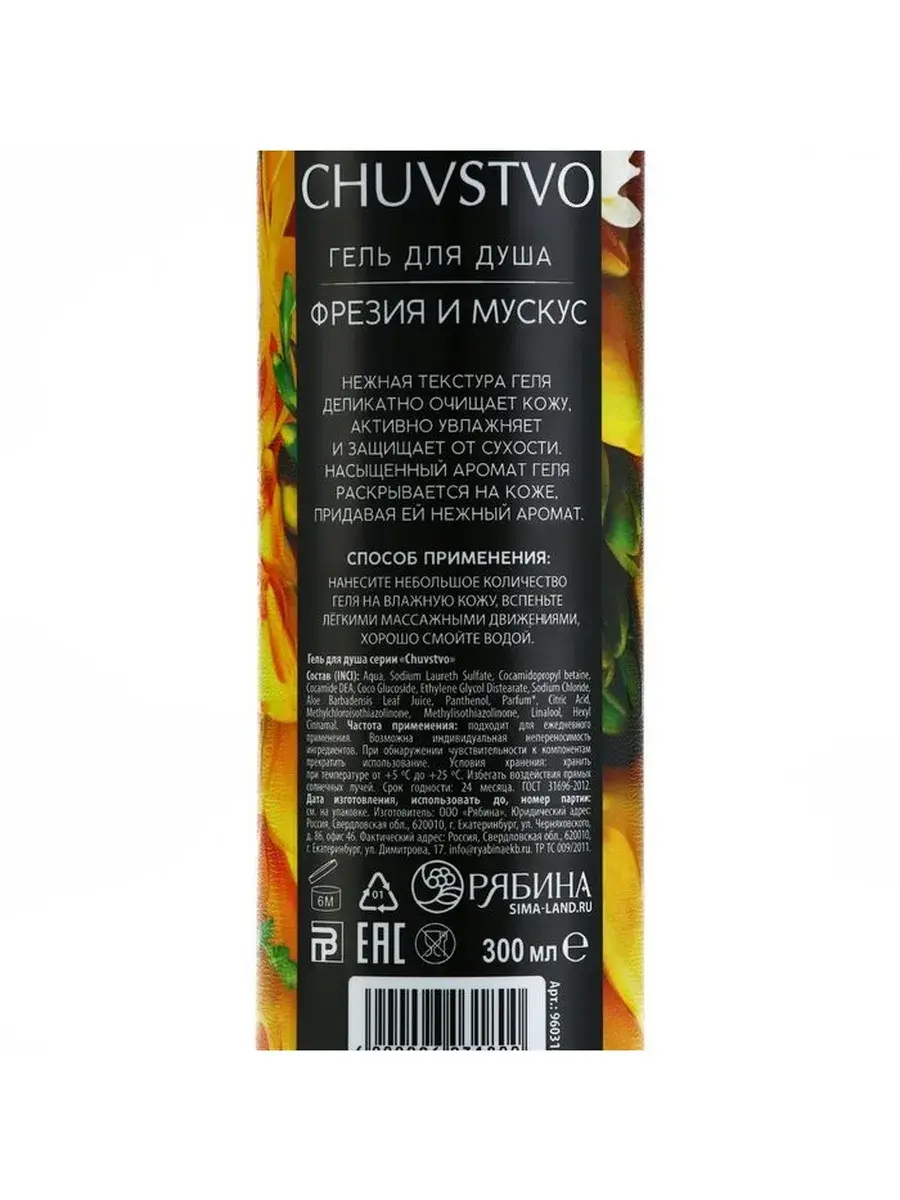 CHUVSTVO
ГЕЛЬ ДЛЯ ДУША
ФРЕЗИЯ И МУСКУС
НЕЖНАЯ ТЕКСТУРА ГЕЛЯ
ДЕЛИКАТНО ОЧИЩАЕТ КОЖУ,
АКТИВНО УВЛАЖНЯЕТ
И ЗАЩИЩАЕТ ОТ СУХОСТИ.
НАСЫЩЕННЫЙ АРОМАТ ГЕЛЯ
РАСКРЫВАЕТСЯ НА КОЖЕ,
ПРИДАВАЯ ЕЙ НЕЖНЫЙ АРОМАТ.
СПОСОБ ПРИМЕНЕНИЯ:
НАНЕСИТЕ НЕБОЛЬШОЕ КОЛИЧЕСТВО
ГЕЛЯ НА ВЛАЖНУЮ КОЖУ, ВСПЕНЬТЕ
ЛЁГКИМИ МАССАЖНЫМИ ДВИЖЕНИЯМИ,
ХОРОШО СМОЙТЕ ВОДОЙ.
Гель для душа серии «Chuvstvo»
Состав (INCI): Aqua, Sodium Laureth Sulfate, Cocamidopropyl betaine,
Cocamide DEA, Coco Glucoside, Ethylene Glycol Distearate, Sodium Chloride,
Aloe Barbadensis Leaf Juice, Panthenol, Parfum*, Citric Acid,
Methylchloroisothiazolinone, Methylisothiazolinone, Linalool, Hexyl
Cinnamal. Частота применения: подходит для ежедневного
применения. Возможна индивидуальная непереносимость
ингредиентов. При обнаружении чувствительности к компонентам
прекратить использование. Условия хранения: хранить
при температуре от +5 °С до +25 °С. Избегать воздействия прямых
солнечных лучей. Срок годности: 24 месяца. ГОСТ 31696-2012.
Дата изготовления, использовать до, номер партии:
см. на упаковке. Изготовитель: ООО «Рябина». Юридический адрес:
Россия, Свердловская обл., 620010, г. Екатеринбург, ул. Черняховского,
д. 86, офис 46. Фактический адрес: Россия, Свердловская обл., 620010,
г. Екатеринбург, ул. Димитрова, 17. info@ryabinaekb.ru. ТР ТС 009/2011.
6M
01
РЯБИНА
SIMA-LAND.RU
EAC
300 мл e
Арт.: 96031